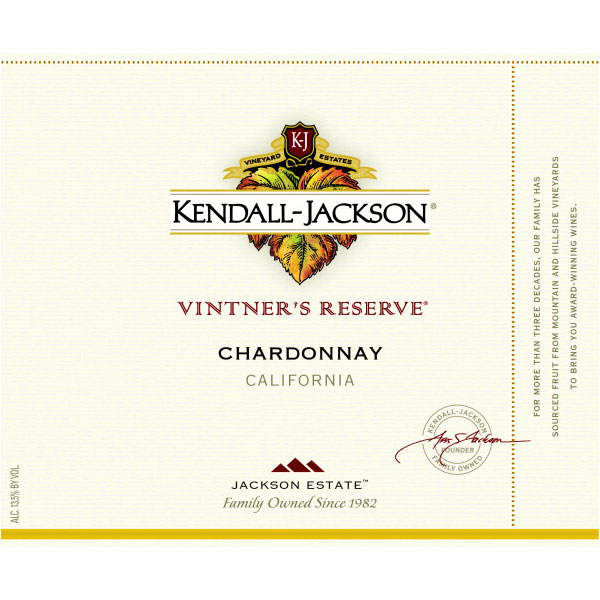 K-J
VINEYARD ESTATES
KENDALL-JACKSON®
VINTNER'S RESERVE®
CHARDONNAY
CALIFORNIA
KENDALL-JACKSON
Jess S Jackson
FOUNDER
FAMILY OWNED
JACKSON ESTATE™
Family Owned Since 1982
ALC. 13.5% BY VOL.
FOR MORE THAN THREE DECADES, OUR FAMILY HAS
SOURCED FRUIT FROM MOUNTAIN AND HILLSIDE VINEYARDS
TO BRING YOU AWARD-WINNING WINES.